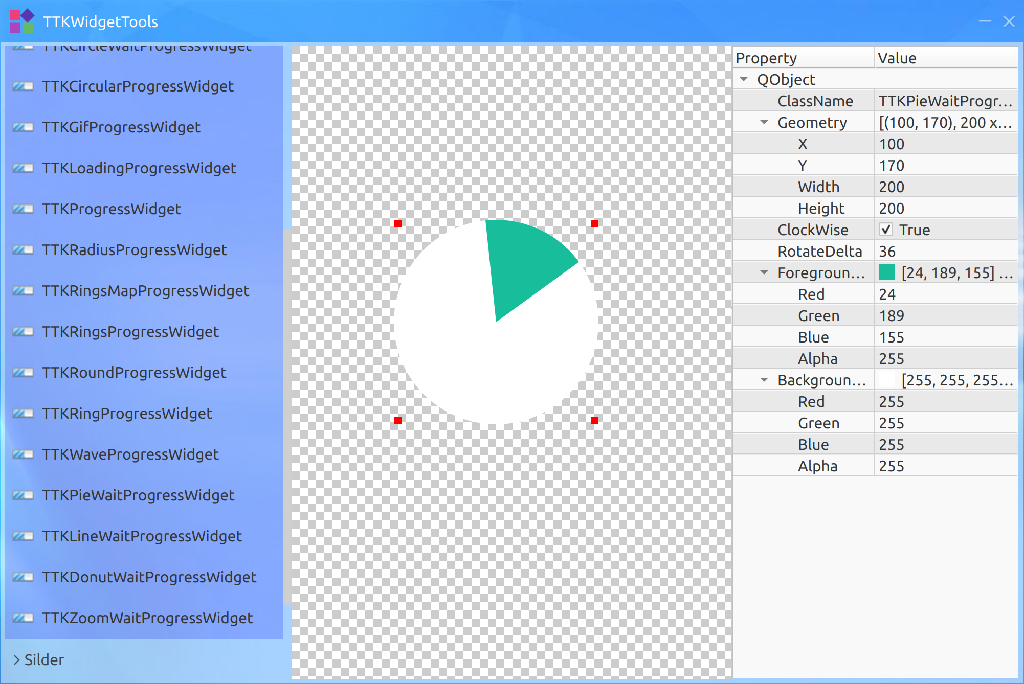 TTKWidgetTools
TTKCircleWaitProgressWidget
TTKCircularProgressWidget
TTKGifProgressWidget
TTKLoadingProgressWidget
TTKProgressWidget
TTKRadiusProgressWidget
TTKRingsMapProgressWidget
TTKRingsProgressWidget
TTKRoundProgressWidget
TTKRingProgressWidget
TTKWaveProgressWidget
TTKPieWaitProgressWidget
TTKLineWaitProgressWidget
TTKDonutWaitProgressWidget
TTKZoomWaitProgressWidget
Silder
Property Value
QObject
ClassName TTKPieWaitProgr...
Geometry [(100, 170), 200 x...
X 100
Y 170
Width 200
Height 200
ClockWise True
RotateDelta 36
Foregroun... [24, 189, 155] ...
Red 24
Green 189
Blue 155
Alpha 255
Backgroun... [255, 255, 255...
Red 255
Green 255
Blue 255
Alpha 255